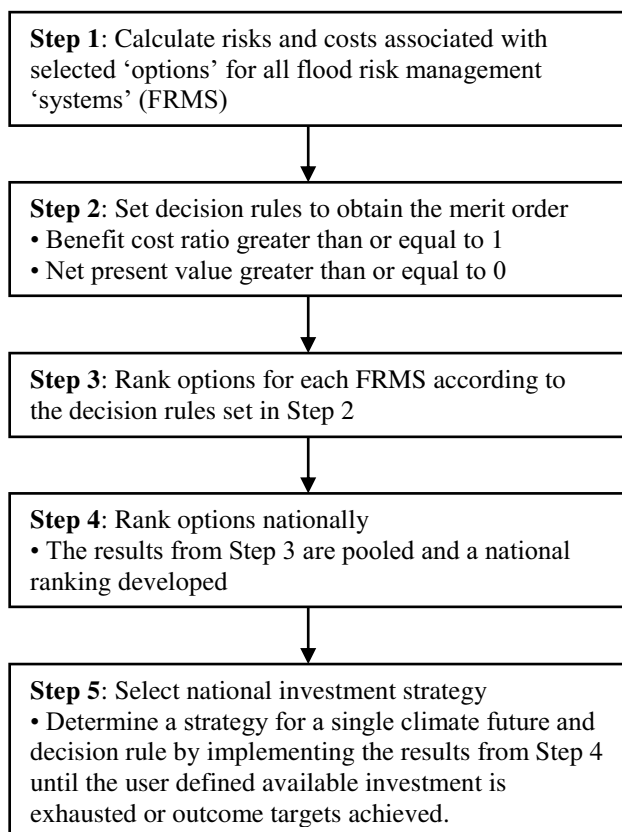 Step 1: Calculate risks and costs associated with
selected ‘options’ for all flood risk management
‘systems’ (FRMS)
Step 2: Set decision rules to obtain the merit order
• Benefit cost ratio greater than or equal to 1
• Net present value greater than or equal to 0
Step 3: Rank options for each FRMS according to
the decision rules set in Step 2
Step 4: Rank options nationally
• The results from Step 3 are pooled and a national
ranking developed
Step 5: Select national investment strategy
• Determine a strategy for a single climate future and
decision rule by implementing the results from Step 4
until the user defined available investment is
exhausted or outcome targets achieved.